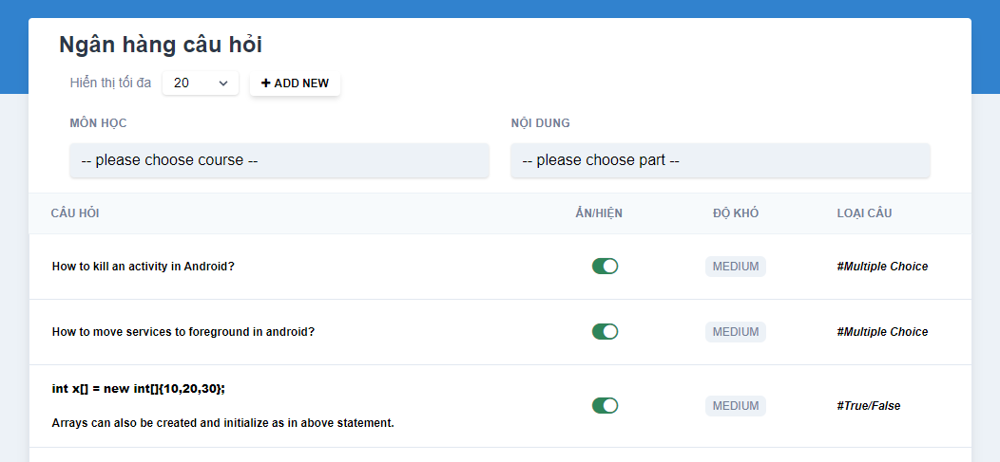 Ngân hàng câu hỏi
Hiển thị tối đa 20 + ADD NEW
MÔN HỌC NỘI DUNG
-- please choose course -- -- please choose part --
CÂU HỎI ẨN/HIỆN ĐỘ KHÓ LOẠI CÂU
How to kill an activity in Android? MEDIUM #Multiple Choice
How to move services to foreground in android? MEDIUM #Multiple Choice
int x[] = new int[]{10,20,30};
Arrays can also be created and initialize as in above statement. MEDIUM #True/False